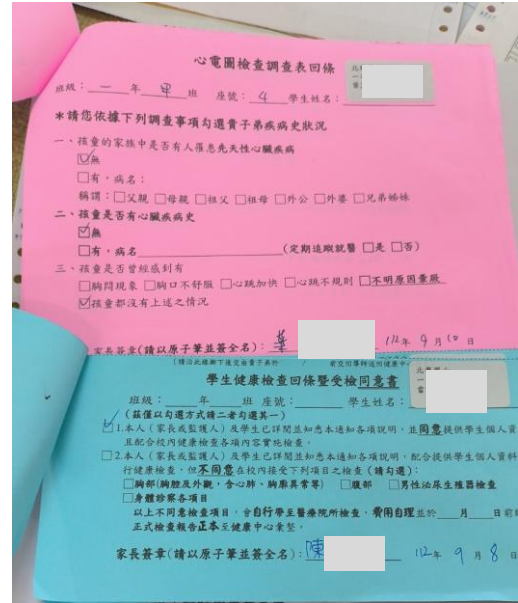 心電圖檢查調查表回條
班級：一 年 甲 班 座號：4 學生姓名：
＊請您依據下列調查事項勾選貴子弟疾病史狀況
一、孩童的家族中是否有人罹患先天性心臟疾病
☑無
□有，病名：
稱謂：□父親 □母親 □祖父 □祖母 □外公 □外婆 □兄弟姊妹
二、孩童是否有心臟疾病史
☑無
□有，病名 (定期追蹤就醫 □是 □否)
三、孩童是否曾經感到有
□胸悶現象 □胸口不舒服 □心跳加快 □心跳不規則 □不明原因暈厥
☑孩童都沒有上述之情況
家長簽章(請以原子筆並簽全名)：葉 112年 9月10日
學生健康檢查回條暨受檢同意書
班級： 年 班 座號： 學生姓名：
(茲僅以勾選方式請二者勾選其一)
☑1.本人（家長或監護人）及學生已詳閱並知悉本通知各項說明，並同意提供學生個人資
且配合校內健康檢查各項內容實施檢查。
□2.本人（家長或監護人）及學生已詳閱並知悉本通知各項說明，配合提供學生個人資料
行健康檢查，但不同意在校內接受下列項目之檢查（請勾選）：
□胸部(胸腔及外觀，含心肺、胸廓異常等) □腹部 □男性泌尿生殖器檢查
□身體診察各項目
以上不同意檢查項目，會自行帶至醫療院所檢查，費用自理並於 月 日前
正式檢查報告正本至健康中心彙整。
家長簽章(請以原子筆並簽全名)：陳 112年 9月 8日